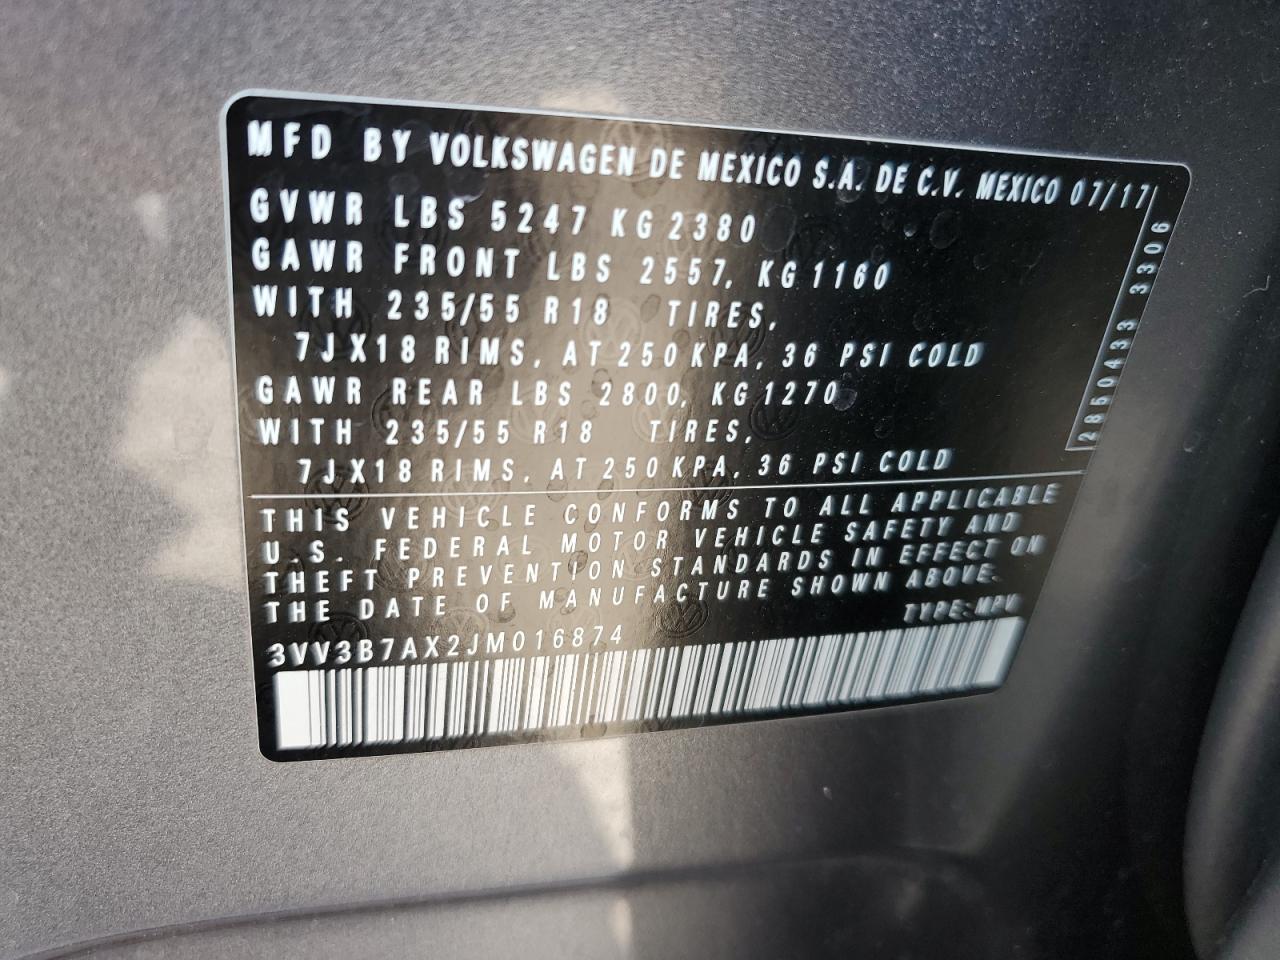 MFD BY VOLKSWAGEN DE MEXICO S.A. DE C.V. MEXICO 07/17
GVWR LBS 5247 KG 2380
GAWR FRONT LBS 2557, KG 1160
WITH 235/55 R18 TIRES,
7JX18 RIMS, AT 250 KPA, 36 PSI COLD
GAWR REAR LBS 2800, KG 1270
WITH 235/55 R18 TIRES,
7JX18 RIMS, AT 250 KPA, 36 PSI COLD
2850433 3306
THIS VEHICLE CONFORMS TO ALL APPLICABLE
U.S. FEDERAL MOTOR VEHICLE SAFETY AND
THEFT PREVENTION STANDARDS IN EFFECT ON
THE DATE OF MANUFACTURE SHOWN ABOVE.
TYPE: MPV
3VV3B7AX2JM016874